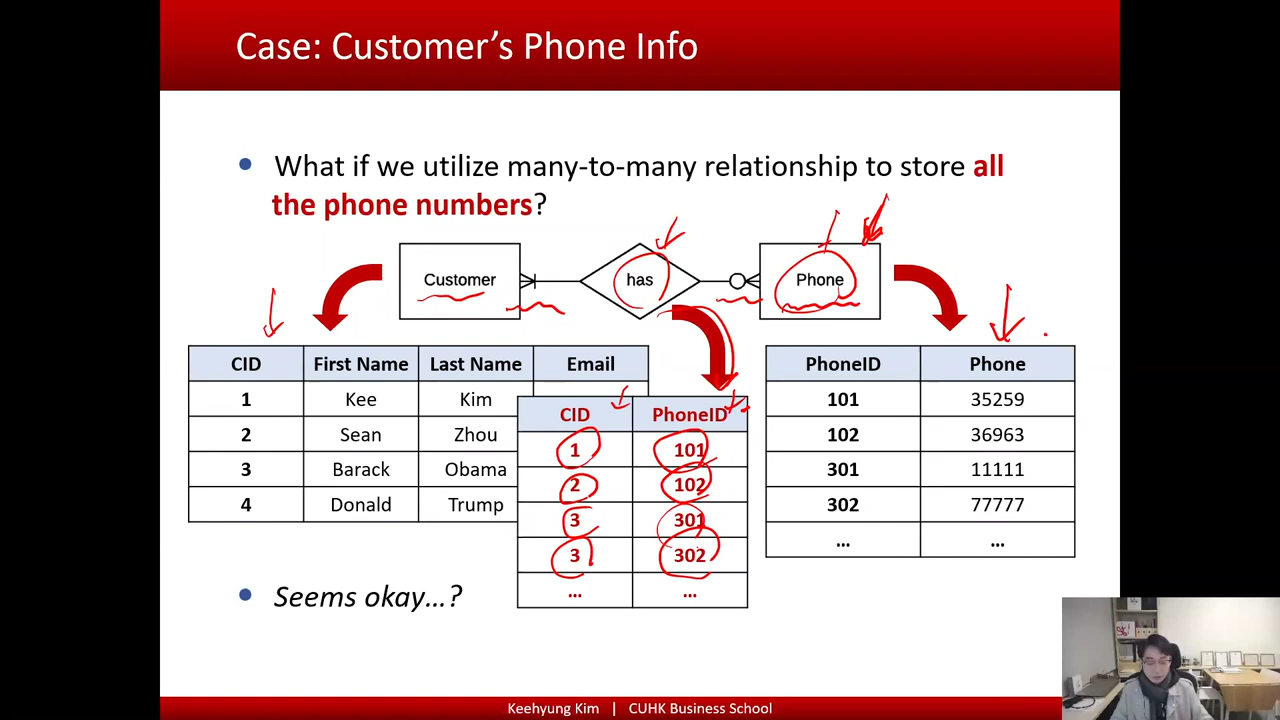 Case: Customer’s Phone Info
• What if we utilize many-to-many relationship to store all
the phone numbers?
Customer has Phone
CID First Name Last Name Email
1 Kee Kim
2 Sean Zhou
3 Barack Obama
4 Donald Trump
CID PhoneID
1 101
2 102
3 301
3 302
... ...
PhoneID Phone
101 35259
102 36963
301 11111
302 77777
... ...
• Seems okay...?
Keehyung Kim | CUHK Business School